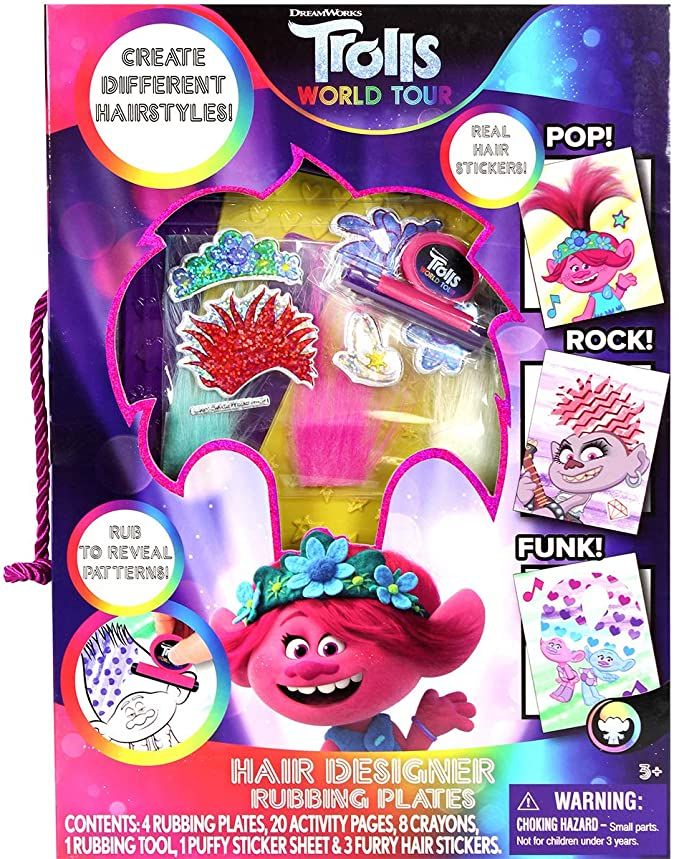 DREAMWORKS
Trolls
WORLD TOUR
CREATE
DIFFERENT
HAIRSTYLES!
REAL
HAIR
STICKERS!
POP!
Trolls
WORLD TOUR
ROCK!
RUB
TO REVEAL
PATTERNS!
FUNK!
HAIR DESIGNER
RUBBING PLATES
3+
CONTENTS: 4 RUBBING PLATES, 20 ACTIVITY PAGES, 8 CRAYONS,
1 RUBBING TOOL, 1 PUFFY STICKER SHEET & 3 FURRY HAIR STICKERS.
WARNING:
CHOKING HAZARD – Small parts.
Not for children under 3 years.